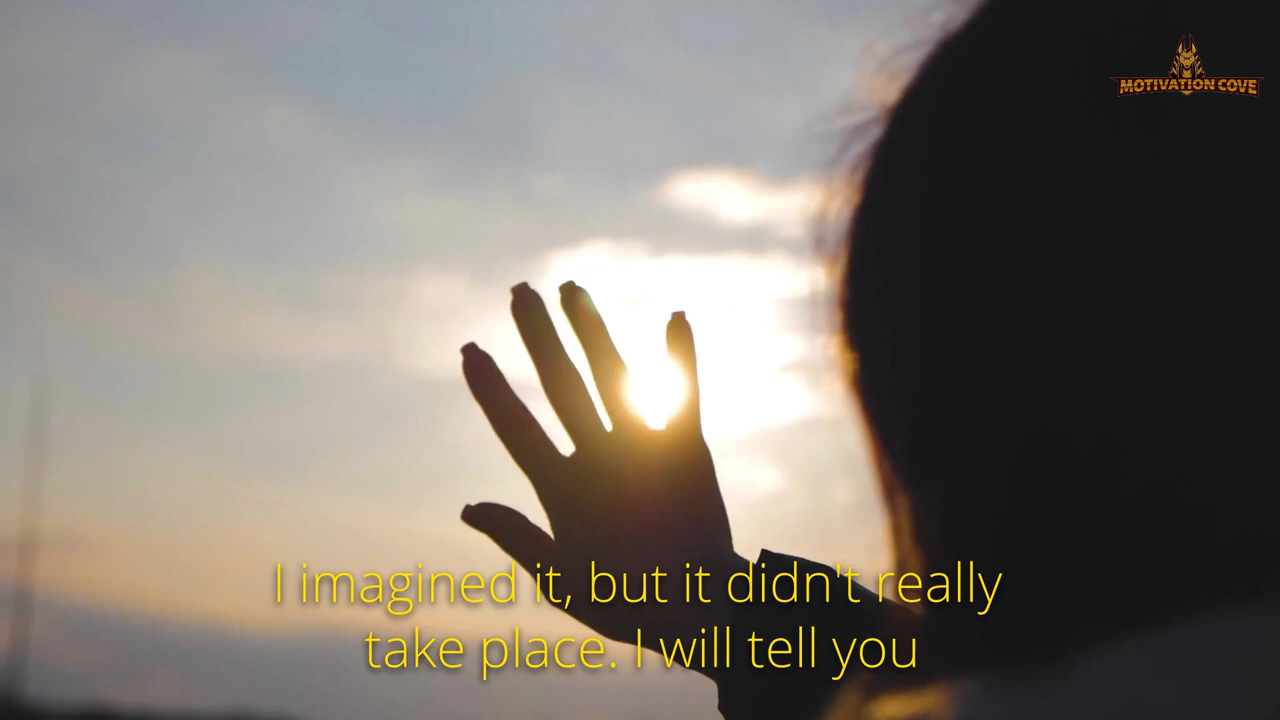 MOTIVATION COVE
I imagined it, but it didn't really
take place. I will tell you